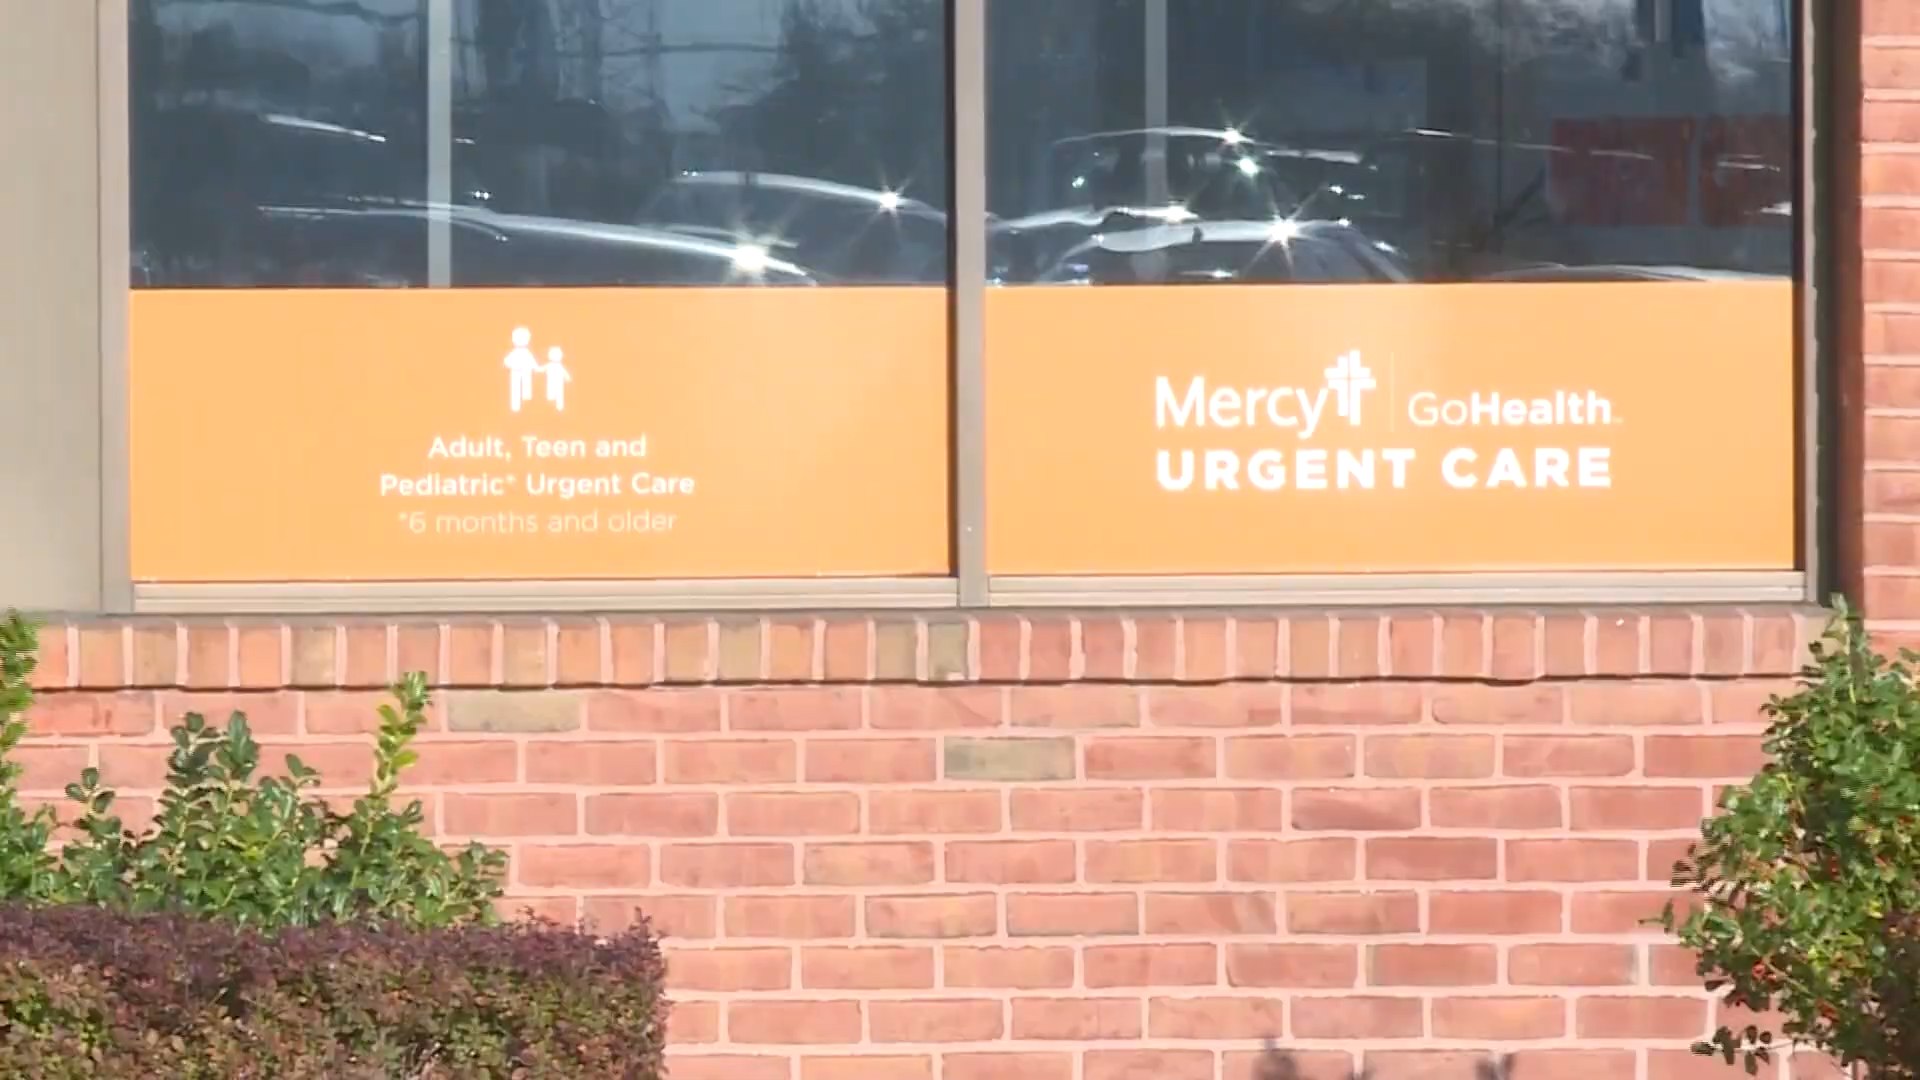 Adult, Teen and
Pediatric* Urgent Care
*6 months and older
Mercy GoHealth
URGENT CARE